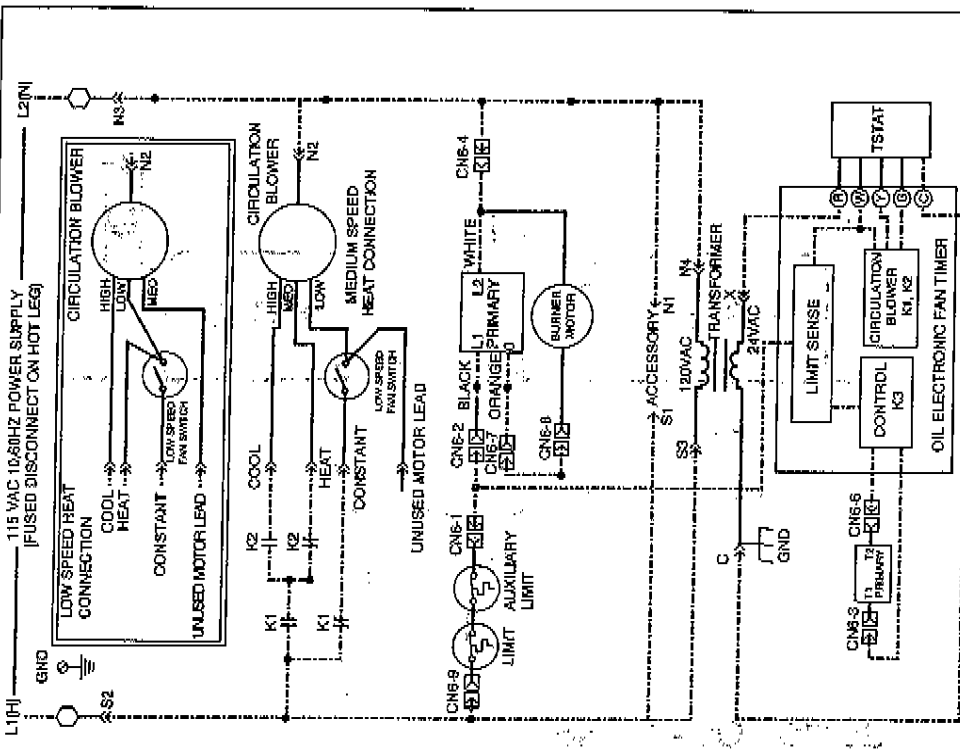 L1(H)
115 VAC 10,60HZ POWER SUPPLY
(FUSED DISCONNECT ON HOT LEG)
L2(N)
GND
S2
N3
LOW SPEED HEAT
CONNECTION
CIRCULATION BLOWER
COOL
HEAT
HIGH
LOW
MED
N2
LOW SPEED
FAN SWITCH
CONSTANT
UNUSED MOTOR LEAD
K1
K1
K2
K2
COOL
HEAT
CONSTANT
HIGH
MED
LOW
CIRCULATION
BLOWER
N2
MEDIUM SPEED
HEAT CONNECTION
LOW SPEED
FAN SWITCH
UNUSED MOTOR LEAD
CN6-9
LIMIT
AUXILIARY
LIMIT
CN6-1
CN6-2
BLACK
L1
L2
PRIMARY
O
WHITE
CN6-4
CN6-7
ORANGE
CN6-8
BURNER
MOTOR
S1
ACCESSORY
N1
S3
120VAC
N4
TRANSFORMER
24VAC
X
C
GND
CN6-3
T1
T2
PRIMARY
CN6-6
LIMIT SENSE
CONTROL
K3
CIRCULATION
BLOWER
K1, K2
OIL ELECTRONIC FAN TIMER
R
W
Y
G
C
TSTAT